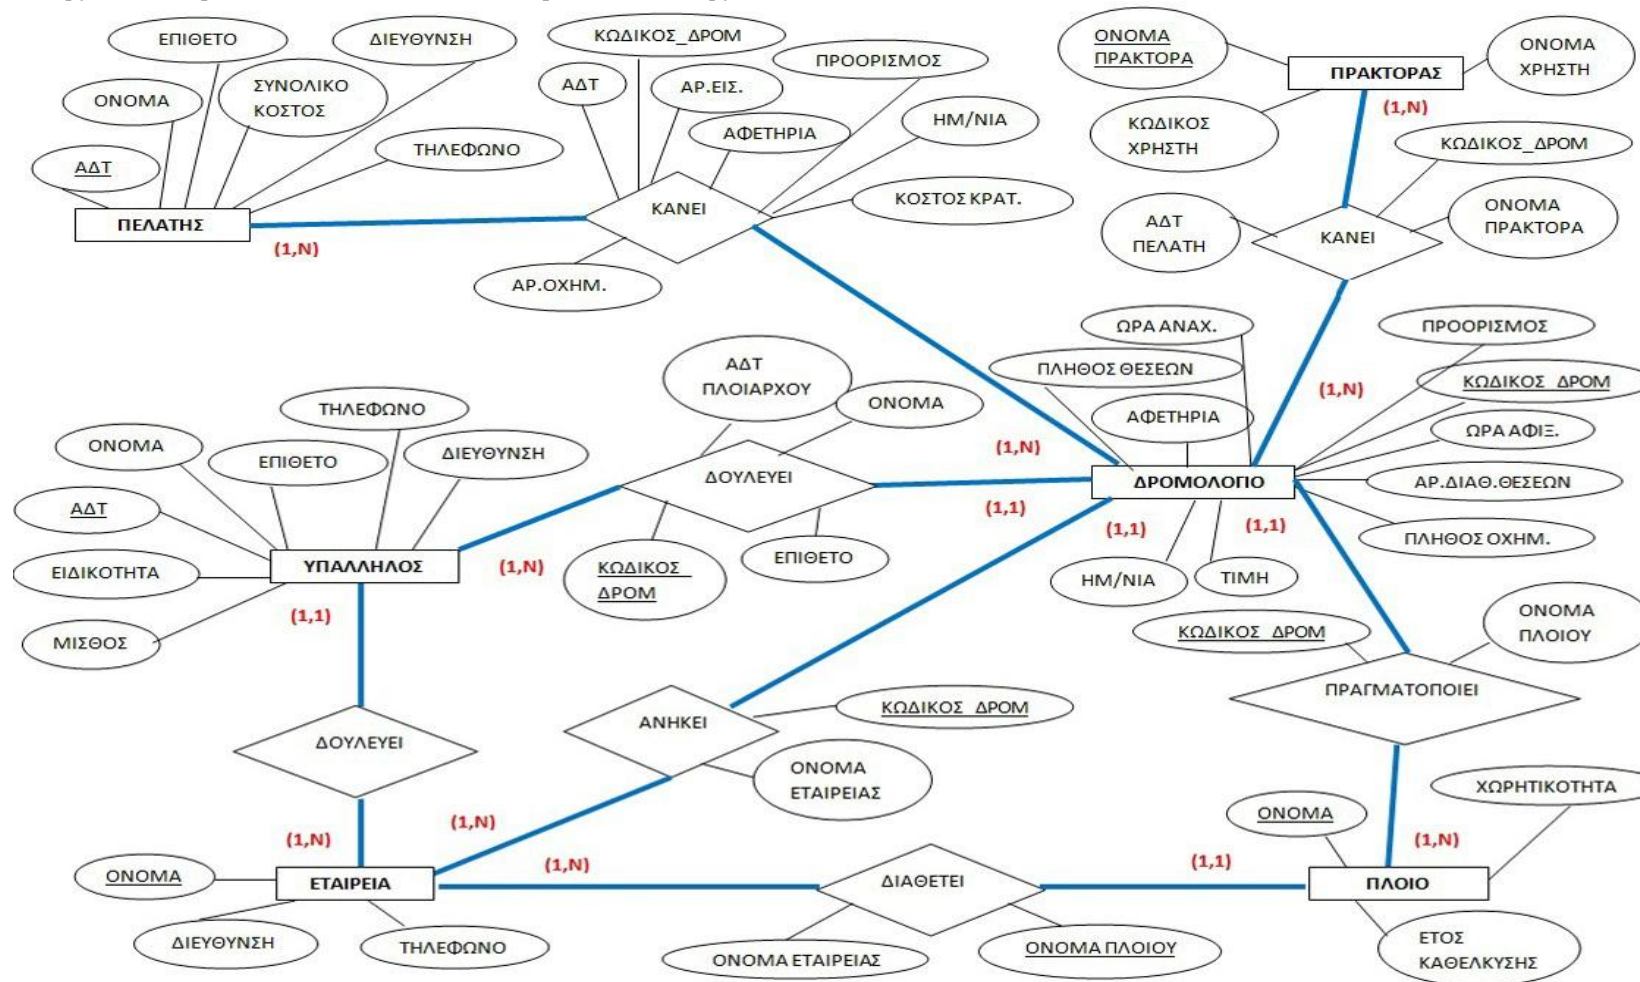 ΕΠΙΘΕΤΟ
ΔΙΕΥΘΥΝΣΗ
ΟΝΟΜΑ
ΣΥΝΟΛΙΚΟ
ΚΟΣΤΟΣ
ΑΔΤ
ΤΗΛΕΦΩΝΟ
ΠΕΛΑΤΗΣ
(1,N)
ΚΩΔΙΚΟΣ_ΔΡΟΜ
ΑΔΤ
ΑΡ.ΕΙΣ.
ΠΡΟΟΡΙΣΜΟΣ
ΑΦΕΤΗΡΙΑ
ΗΜ/ΝΙΑ
ΚΟΣΤΟΣ ΚΡΑΤ.
ΚΑΝΕΙ
ΑΡ.ΟΧΗΜ.
ΟΝΟΜΑ
ΠΡΑΚΤΟΡΑ
ΠΡΑΚΤΟΡΑΣ
ΟΝΟΜΑ
ΧΡΗΣΤΗ
(1,N)
ΚΩΔΙΚΟΣ
ΧΡΗΣΤΗ
ΚΩΔΙΚΟΣ_ΔΡΟΜ
ΑΔΤ
ΠΕΛΑΤΗ
ΚΑΝΕΙ
ΟΝΟΜΑ
ΠΡΑΚΤΟΡΑ
ΩΡΑ ΑΝΑΧ.
ΠΡΟΟΡΙΣΜΟΣ
ΠΛΗΘΟΣ ΘΕΣΕΩΝ
(1,N)
ΚΩΔΙΚΟΣ_ΔΡΟΜ
ΑΦΕΤΗΡΙΑ
ΩΡΑ ΑΦΙΞ.
(1,N)
ΔΡΟΜΟΛΟΓΙΟ
ΑΡ.ΔΙΑΘ.ΘΕΣΕΩΝ
(1,1)
(1,1)
(1,1)
ΠΛΗΘΟΣ ΟΧΗΜ.
ΗΜ/ΝΙΑ
ΤΙΜΗ
ΑΔΤ
ΠΛΟΙΑΡΧΟΥ
ΟΝΟΜΑ
ΔΟΥΛΕΥΕΙ
ΚΩΔΙΚΟΣ_
ΔΡΟΜ
ΕΠΙΘΕΤΟ
ΤΗΛΕΦΩΝΟ
ΟΝΟΜΑ
ΕΠΙΘΕΤΟ
ΔΙΕΥΘΥΝΣΗ
ΑΔΤ
ΕΙΔΙΚΟΤΗΤΑ
ΥΠΑΛΛΗΛΟΣ
(1,N)
(1,1)
ΜΙΣΘΟΣ
ΔΟΥΛΕΥΕΙ
(1,N)
ΑΝΗΚΕΙ
ΚΩΔΙΚΟΣ_ΔΡΟΜ
ΟΝΟΜΑ
ΕΤΑΙΡΕΙΑΣ
(1,N)
ΚΩΔΙΚΟΣ_ΔΡΟΜ
ΟΝΟΜΑ
ΠΛΟΙΟΥ
ΠΡΑΓΜΑΤΟΠΟΙΕΙ
ΧΩΡΗΤΙΚΟΤΗΤΑ
ΟΝΟΜΑ
(1,N)
ΟΝΟΜΑ
ΕΤΑΙΡΕΙΑ
(1,N)
ΔΙΑΘΕΤΕΙ
(1,1)
ΠΛΟΙΟ
ΔΙΕΥΘΥΝΣΗ
ΤΗΛΕΦΩΝΟ
ΟΝΟΜΑ ΕΤΑΙΡΕΙΑΣ
ΟΝΟΜΑ ΠΛΟΙΟΥ
ΕΤΟΣ
ΚΑΘΕΛΚΥΣΗΣ